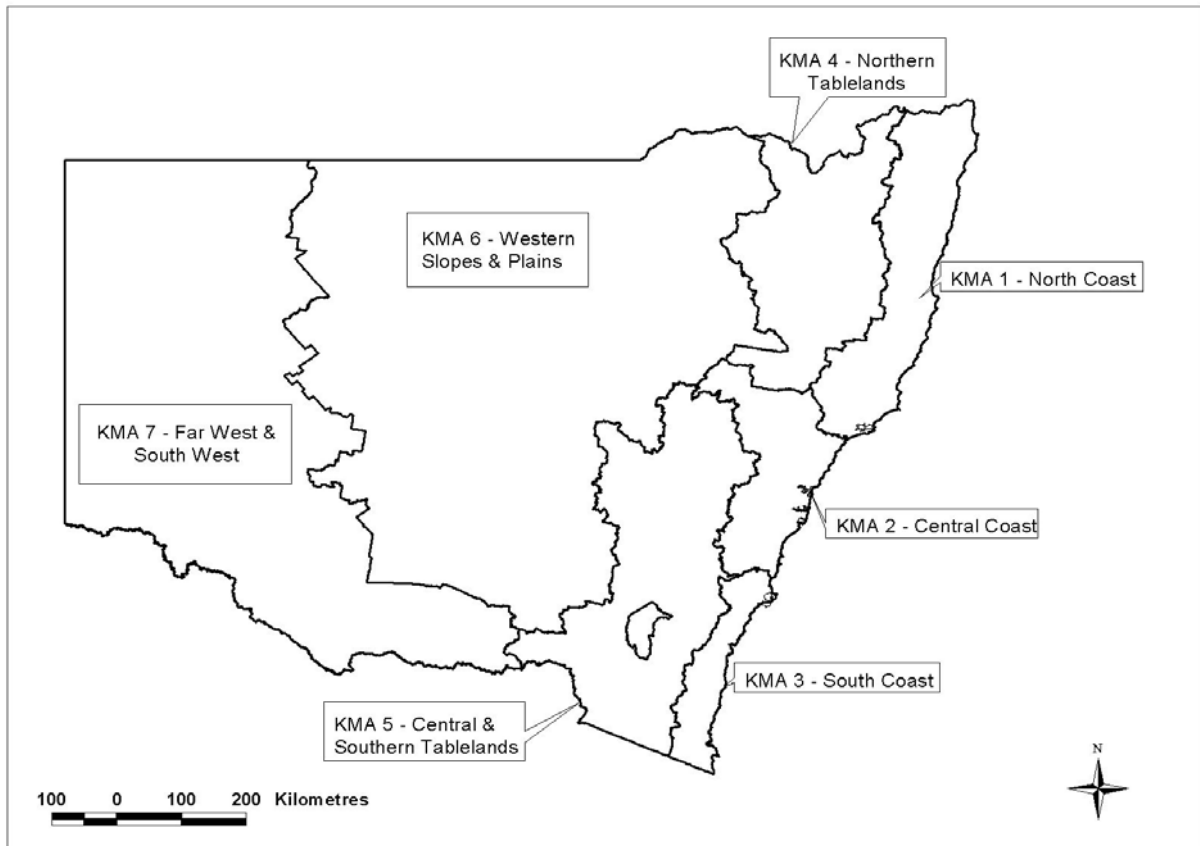 KMA 4 - Northern
Tablelands
KMA 6 - Western
Slopes & Plains
KMA 1 - North Coast
KMA 7 - Far West &
South West
KMA 2 - Central Coast
KMA 3 - South Coast
KMA 5 - Central &
Southern Tablelands
N
100 0 100 200 Kilometres